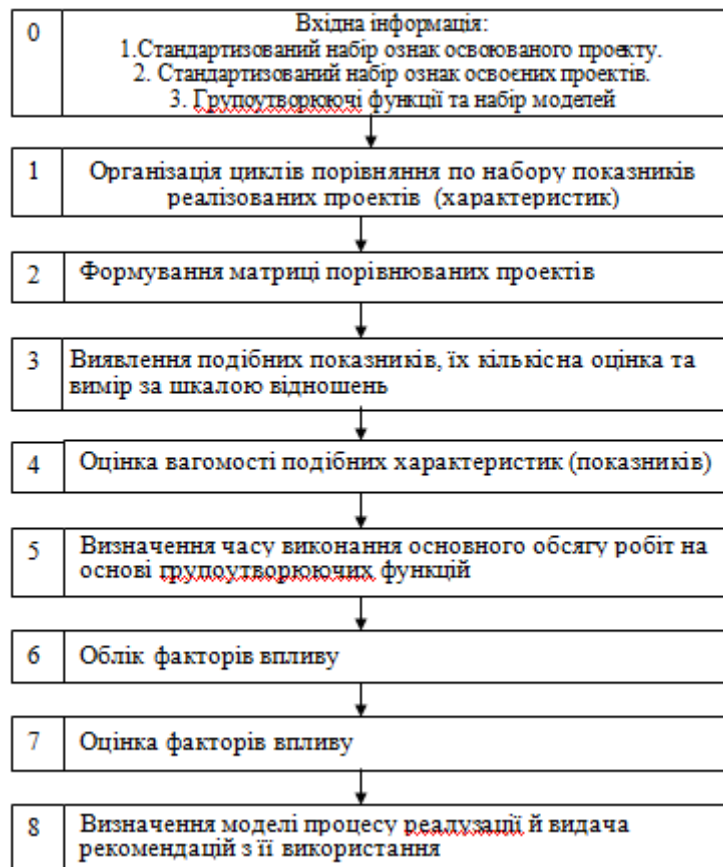 0
Вхідна інформація:
1.Стандартизований набір ознак освоюваного проекту.
2. Стандартизований набір ознак освоєних проектів.
3. Групоутворюючі функції та набір моделей
1
Організація циклів порівняння по набору показників
реалізованих проектів (характеристик)
2
Формування матриці порівнюваних проектів
3
Виявлення подібних показників, їх кількісна оцінка та
вимір за шкалою відношень
4
Оцінка вагомості подібних характеристик (показників)
5
Визначення часу виконання основного обсягу робіт на
основі групоутворюючих функцій
6
Облік факторів впливу
7
Оцінка факторів впливу
8
Визначення моделі процесу реалузації й видача
рекомендацій з її використання